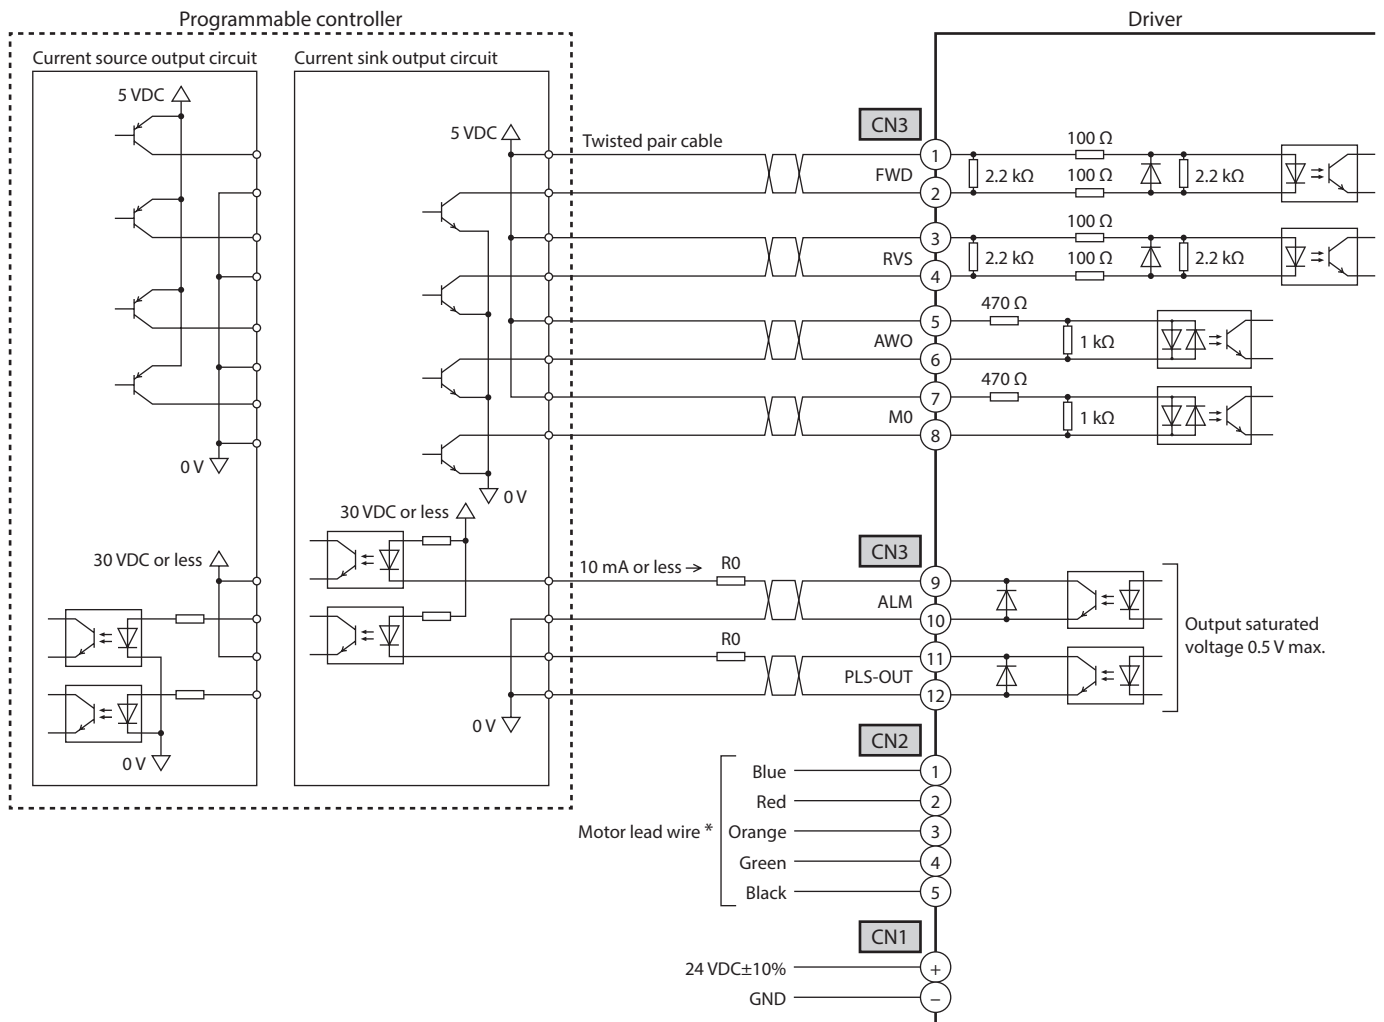 Programmable controller
Driver
Current source output circuit
Current sink output circuit
5 VDC
5 VDC
Twisted pair cable
CN3
1
FWD
2
100 Ω
2.2 kΩ
100 Ω
2.2 kΩ
3
RVS
4
100 Ω
2.2 kΩ
100 Ω
2.2 kΩ
5
AWO
6
470 Ω
1 kΩ
7
M0
8
470 Ω
1 kΩ
0 V
0 V
30 VDC or less
30 VDC or less
10 mA or less →
R0
CN3
9
ALM
10
R0
11
PLS-OUT
12
Output saturated
voltage 0.5 V max.
0 V
0 V
CN2
Motor lead wire *
Blue
1
Red
2
Orange
3
Green
4
Black
5
CN1
24 VDC±10%
+
GND
−